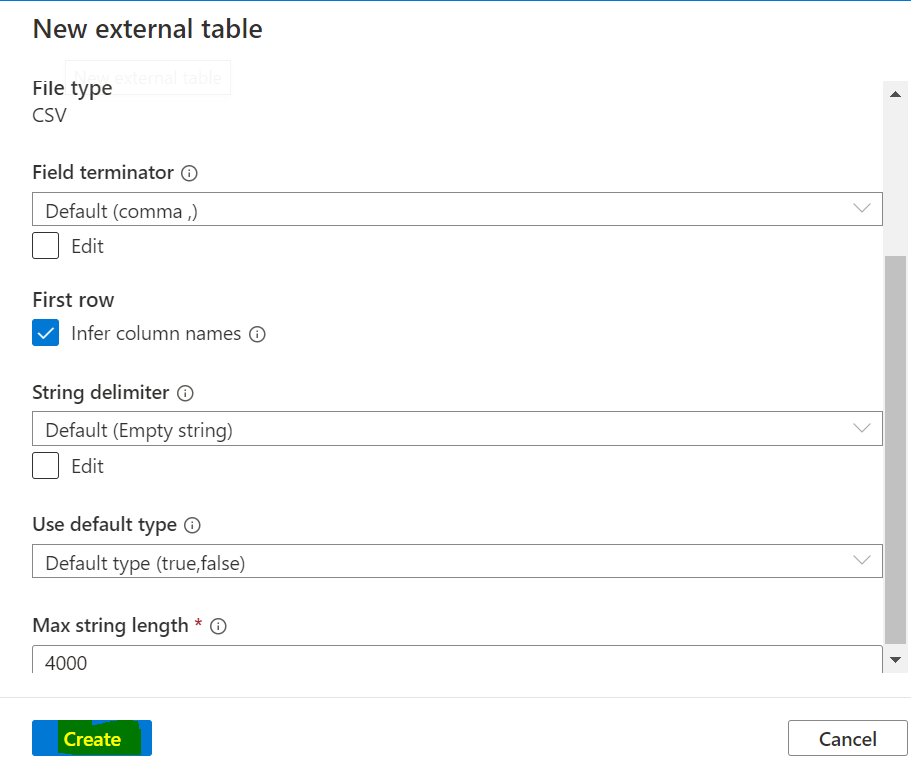 New external table
New external table
File type
CSV
Field terminator
Default (comma ,)
Edit
First row
Infer column names
String delimiter
Default (Empty string)
Edit
Use default type
Default type (true,false)
Max string length *
4000
Create
Cancel